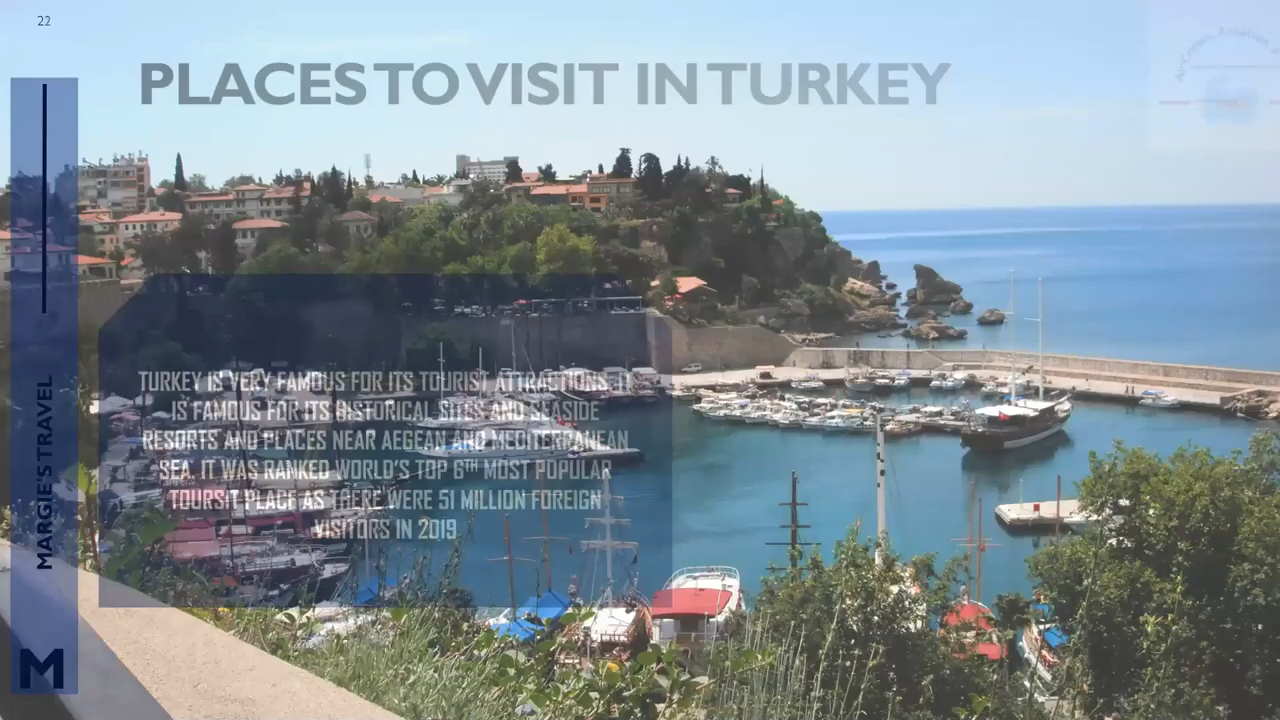 22
PLACES TO VISIT IN TURKEY
MARGIE'S TRAVEL
TURKEY IS VERY FAMOUS FOR ITS TOURIST ATTRACTIONS. IT
IS FAMOUS FOR ITS HISTORICAL SITES AND SEASIDE
RESORTS AND PLACES NEAR AEGEAN AND MEDITERRANEAN
SEA. IT WAS RANKED WORLD'S TOP 6TH MOST POPULAR
TOURSIT PLACE AS THERE WERE 51 MILLION FOREIGN
VISITORS IN 2019
M